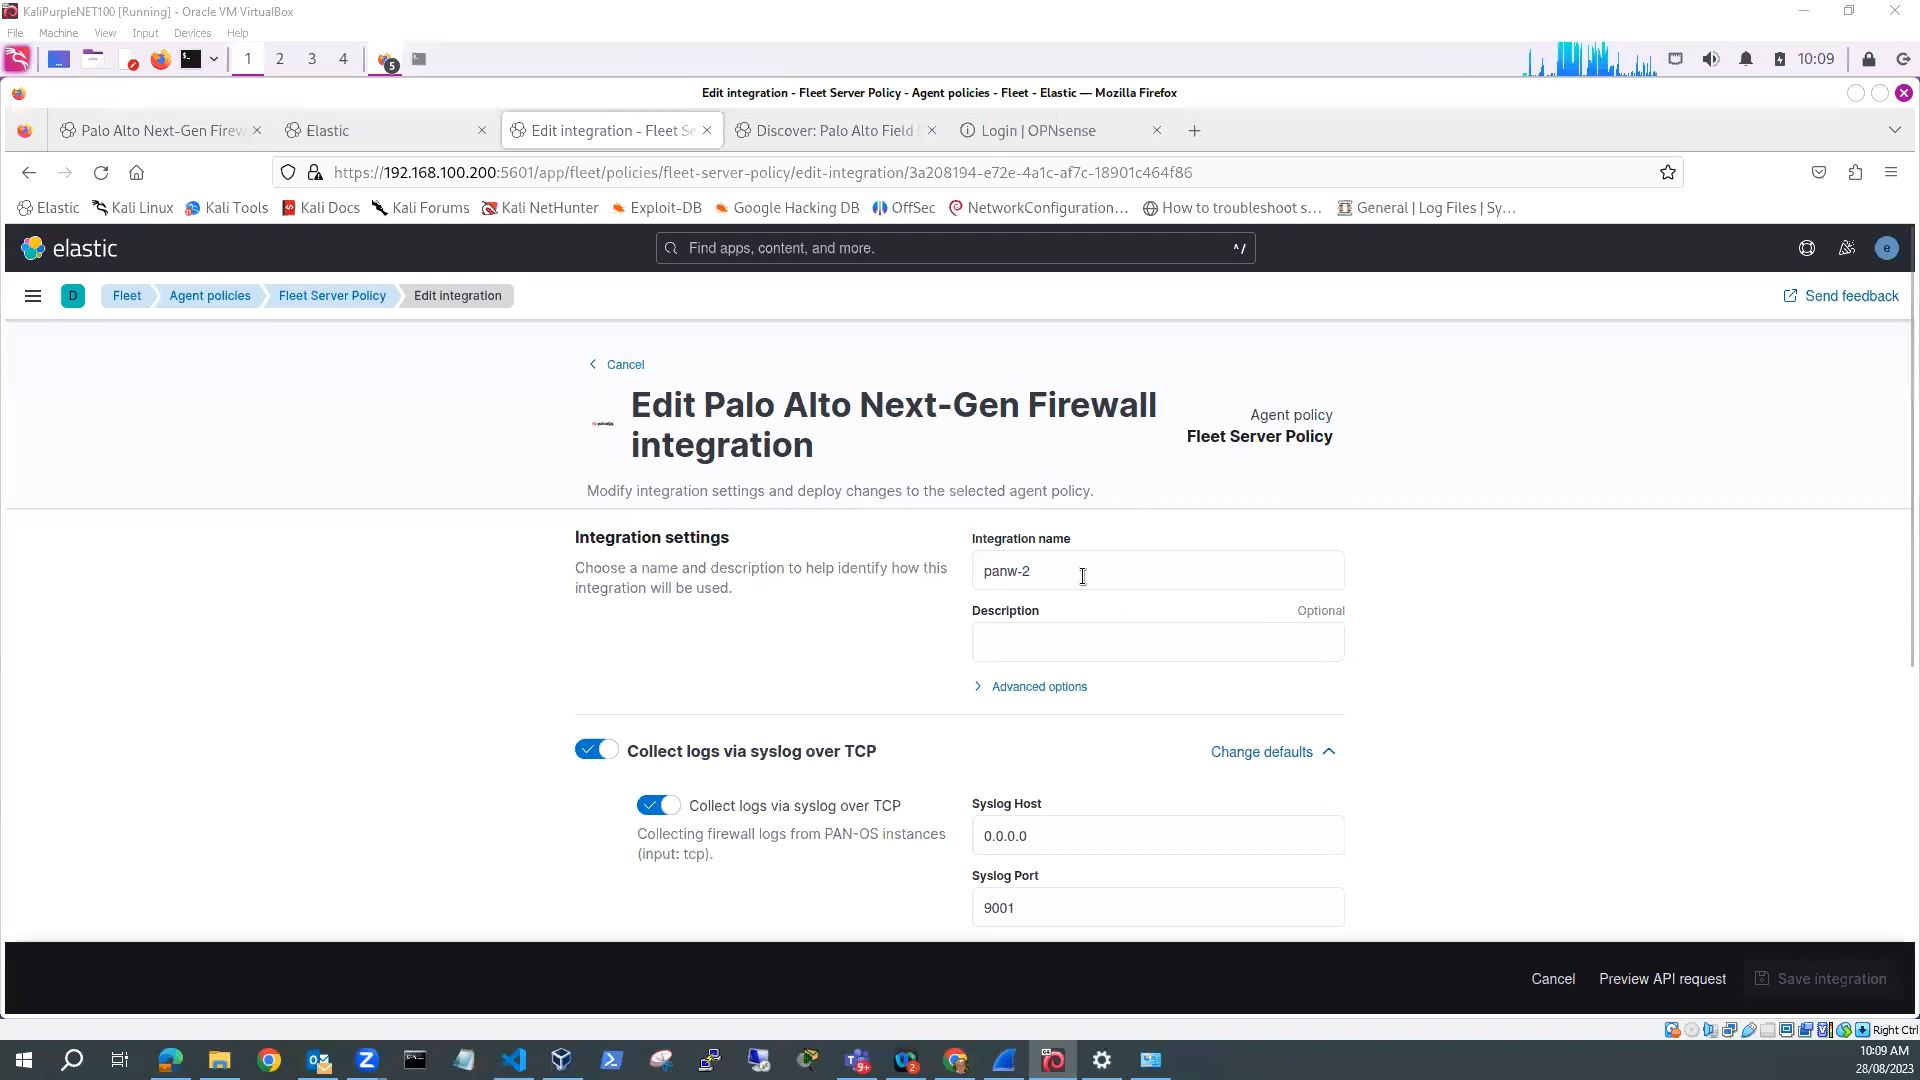 KaliPurpleNET100 [Running] - Oracle VM VirtualBox
File Machine View Input Devices Help
1 2 3 4 5 10:09
Edit integration - Fleet Server Policy - Agent policies - Fleet - Elastic — Mozilla Firefox
Palo Alto Next-Gen Firew Elastic Edit integration - Fleet Se Discover: Palo Alto Field Login | OPNsense
https://192.168.100.200:5601/app/fleet/policies/fleet-server-policy/edit-integration/3a208194-e72e-4a1c-af7c-18901c464f86
Elastic Kali Linux Kali Tools Kali Docs Kali Forums Kali NetHunter Exploit-DB Google Hacking DB OffSec NetworkConfiguration... How to troubleshoot s... General | Log Files | Sy...
elastic Find apps, content, and more. ^/ e
D Fleet Agent policies Fleet Server Policy Edit integration Send feedback
Cancel
Edit Palo Alto Next-Gen Firewall
integration
Agent policy
Fleet Server Policy
Modify integration settings and deploy changes to the selected agent policy.
Integration settings
Choose a name and description to help identify how this
integration will be used.
Integration name
panw-2
Description Optional
Advanced options
Collect logs via syslog over TCP Change defaults
Collect logs via syslog over TCP
Collecting firewall logs from PAN-OS instances
(input: tcp).
Syslog Host
0.0.0.0
Syslog Port
9001
Cancel Preview API request Save integration
Right Ctrl
10:09 AM
28/08/2023